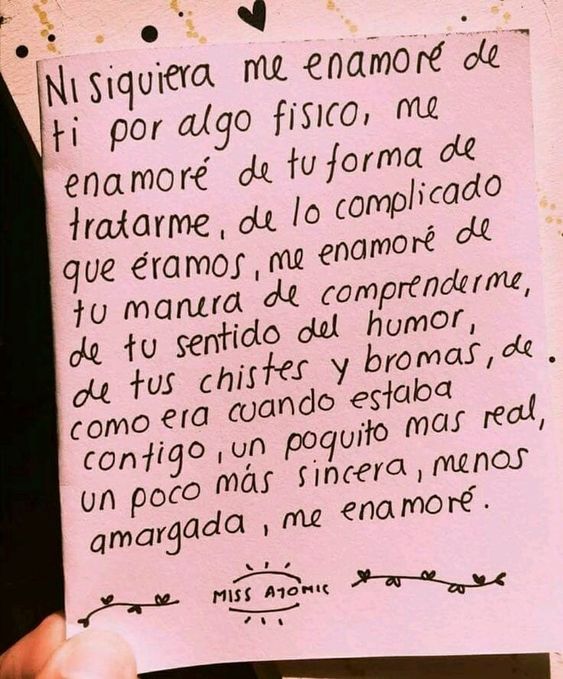 Ni siquiera me enamoré de
ti por algo fisico, me
enamoré de tu forma de
tratarme, de lo complicado
que éramos, me enamoré de
tu manera de comprenderme,
de tu sentido del humor,
de tus chistes y bromas, de
como era cuando estaba
contigo, un poquito mas real,
un poco más sincera, menos
amargada, me enamoré.
MISS ATOMIC